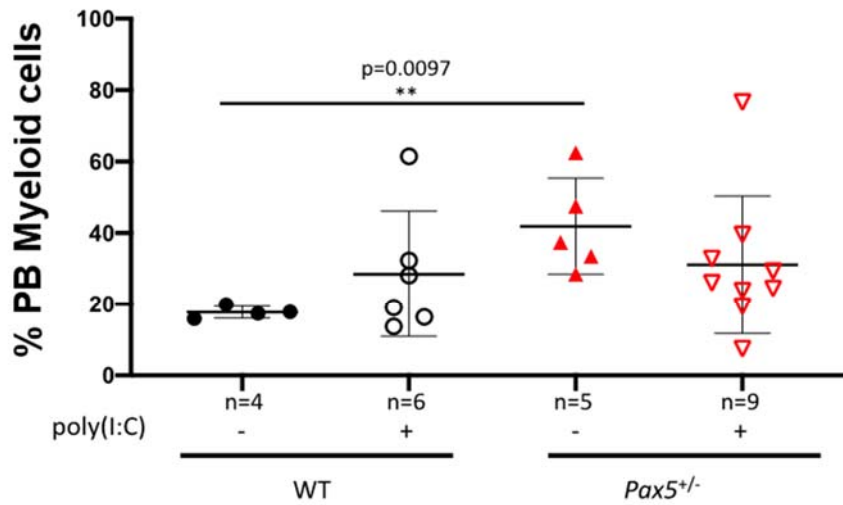 % PB Myeloid cells
100
80
60
40
20
0
p=0.0097
**
n=4 n=6 n=5 n=9
poly(I:C) - + - +
WT Pax5+/-